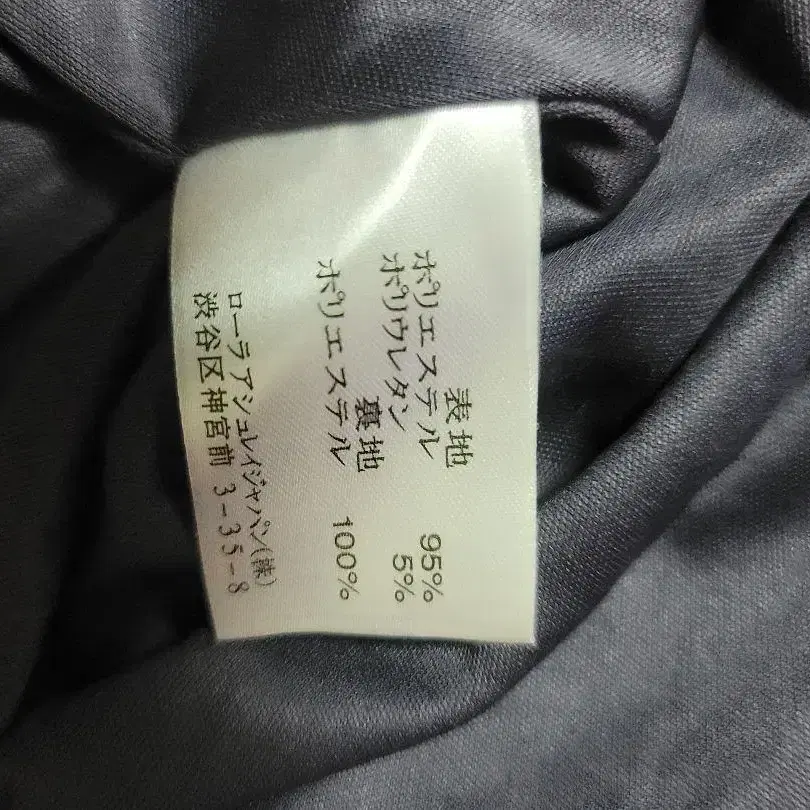 表地
ポリエステル 95%
ポリウレタン 5%
裏地
ポリエステル 100%
ローラアシュレイジャパン(株)
渋谷区神宮前 3-35-8